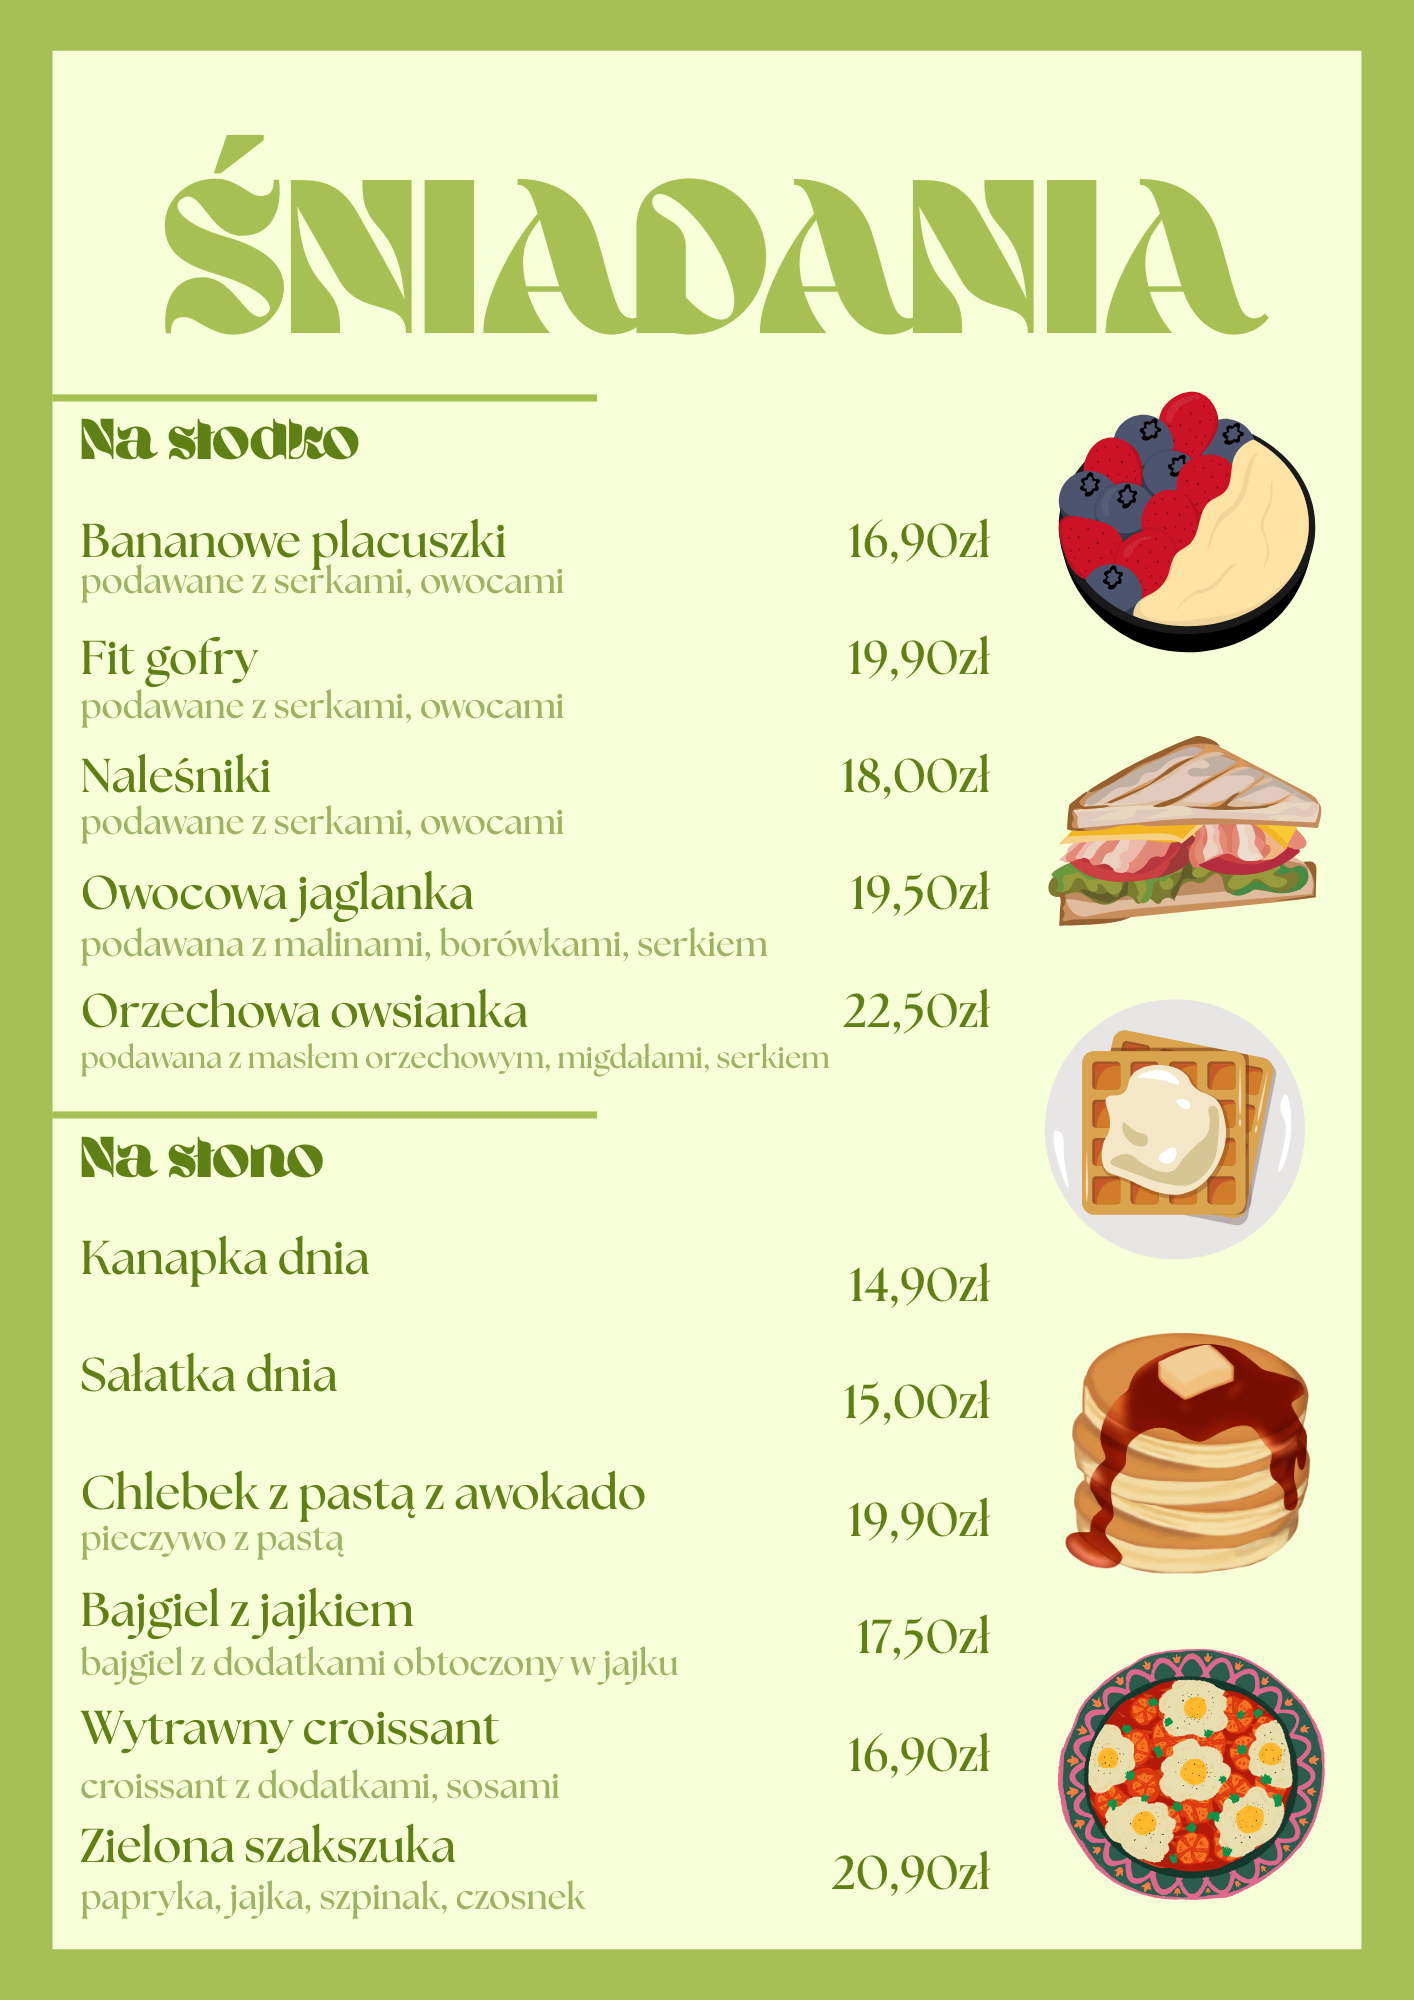 ŚNIADANIA
Na słodko
Bananowe placuszki 16,90zł
podawane z serkami, owocami
Fit gofry 19,90zł
podawane z serkami, owocami
Naleśniki 18,00zł
podawane z serkami, owocami
Owocowa jaglanka 19,50zł
podawana z malinami, borówkami, serkiem
Orzechowa owsianka 22,50zł
podawana z masłem orzechowym, migdałami, serkiem
Na słono
Kanapka dnia 14,90zł
Sałatka dnia 15,00zł
Chlebek z pastą z awokado 19,90zł
pieczywo z pastą
Bajgiel z jajkiem 17,50zł
bajgiel z dodatkami obtoczony w jajku
Wytrawny croissant 16,90zł
croissant z dodatkami, sosami
Zielona szakszuka 20,90zł
papryka, jajka, szpinak, czosnek